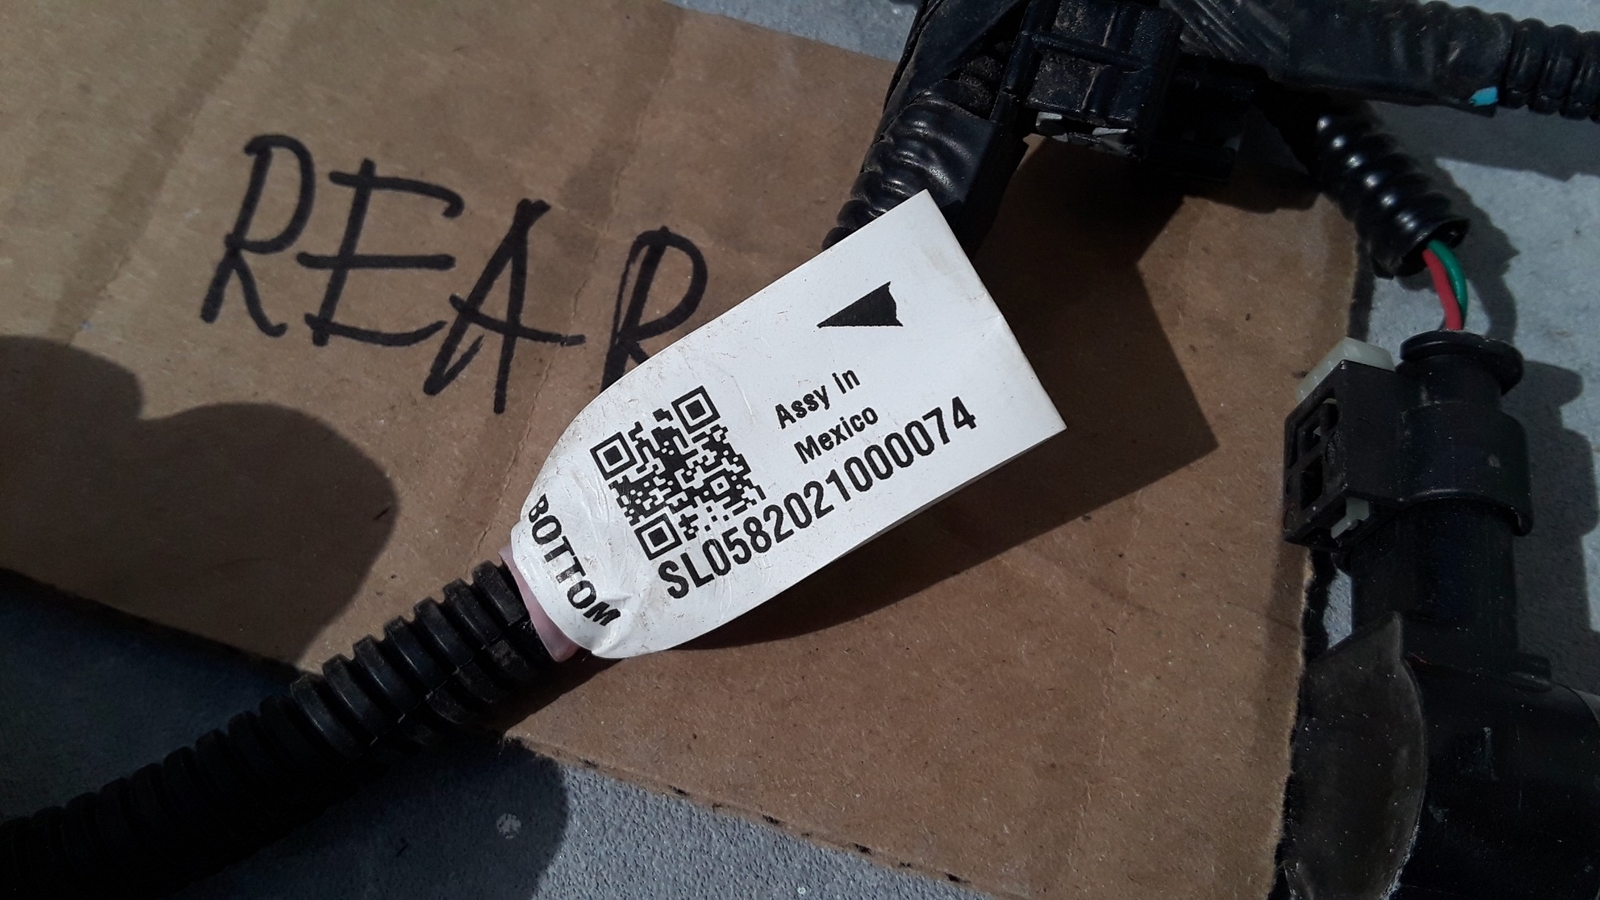 REAR
Assy in
Mexico
SL0582021000074
BOTTOM